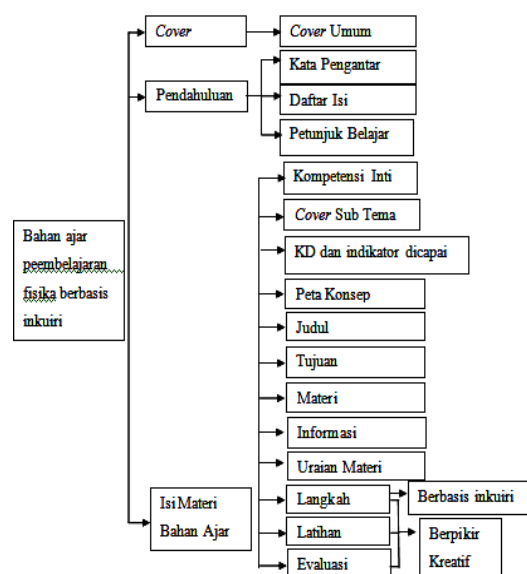 Cover
Cover Umum
Pendahuluan
Kata Pengantar
Daftar Isi
Petunjuk Belajar
Bahan ajar
peembelajaran
fisika berbasis
inkuiri
Isi Materi
Bahan Ajar
Kompetensi Inti
Cover Sub Tema
KD dan indikator dicapai
Peta Konsep
Judul
Tujuan
Materi
Informasi
Uraian Materi
Langkah
Latihan
Evaluasi
Berbasis inkuiri
Berpikir
Kreatif